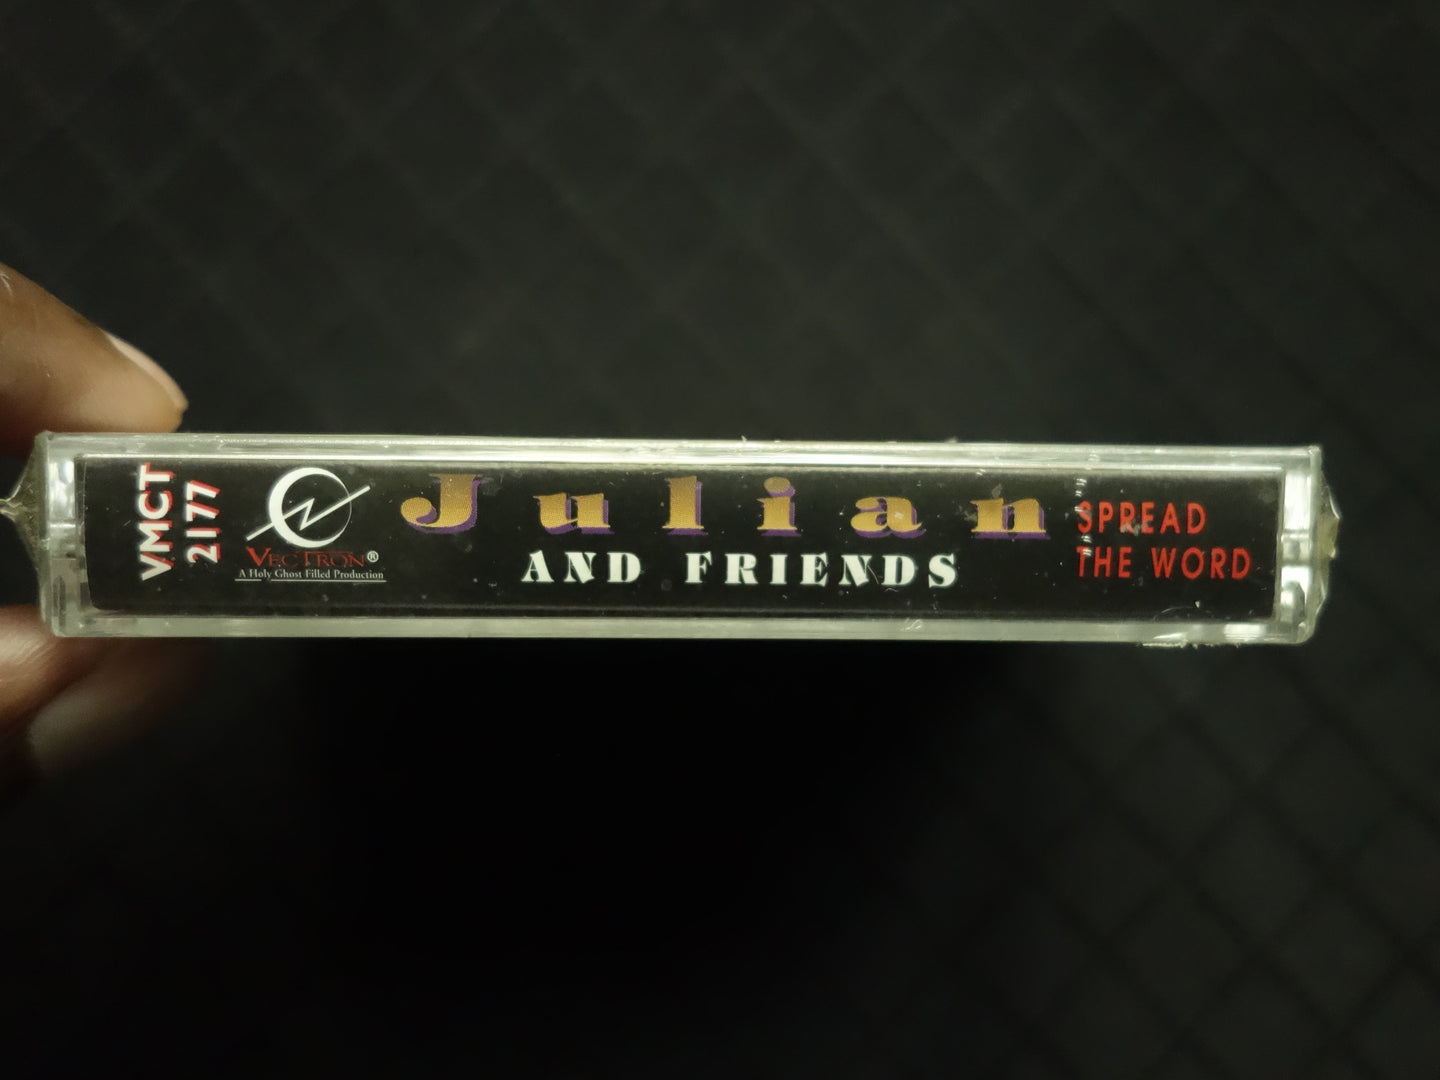 VMCT
2177
VECTRON®
A Holy Ghost Filled Production
Julian
AND FRIENDS
"SPREAD
THE WORD"